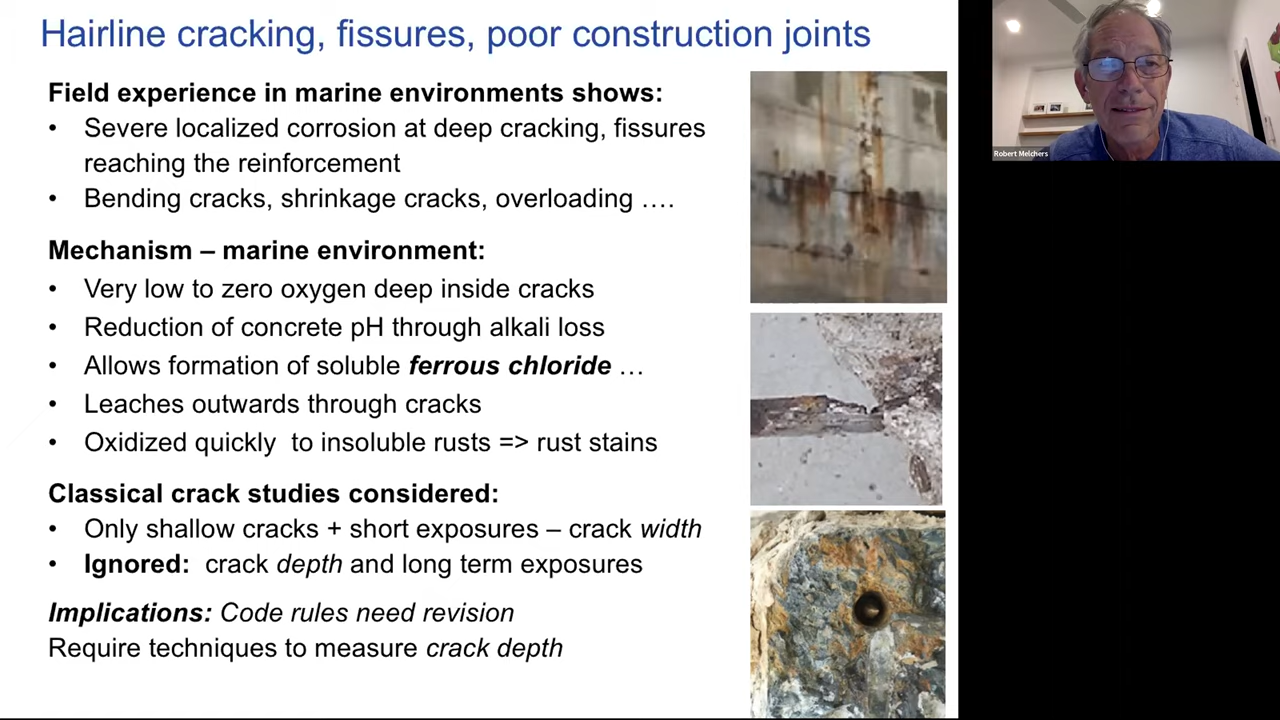 Hairline cracking, fissures, poor construction joints
Field experience in marine environments shows:
• Severe localized corrosion at deep cracking, fissures
reaching the reinforcement
• Bending cracks, shrinkage cracks, overloading ….
Mechanism – marine environment:
• Very low to zero oxygen deep inside cracks
• Reduction of concrete pH through alkali loss
• Allows formation of soluble ferrous chloride …
• Leaches outwards through cracks
• Oxidized quickly  to insoluble rusts => rust stains
Classical crack studies considered:
• Only shallow cracks + short exposures – crack width
• Ignored:  crack depth and long term exposures
Implications: Code rules need revision
Require techniques to measure crack depth
Robert Melchers